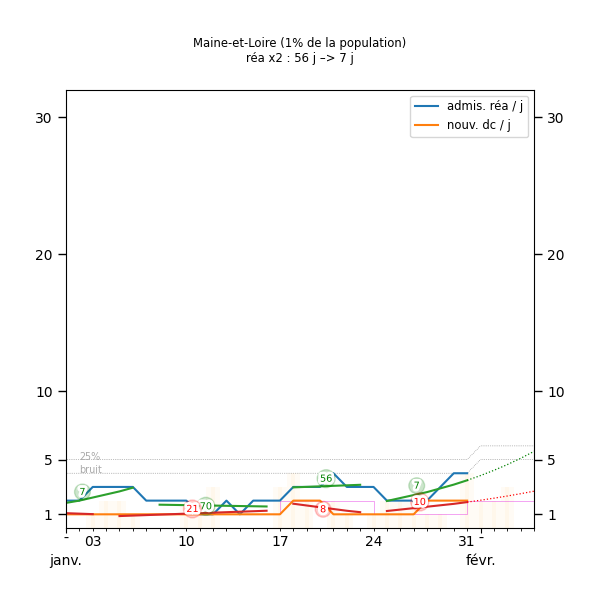 Maine-et-Loire (1% de la population)
réa x2 : 56 j –> 7 j
admis. réa / j
nouv. dc / j
30 30
20 20
10 10
5 5
1 1
25%
bruit
7 21 70 56 8 7 10
- 03 10 17 24 31 -
janv. févr.